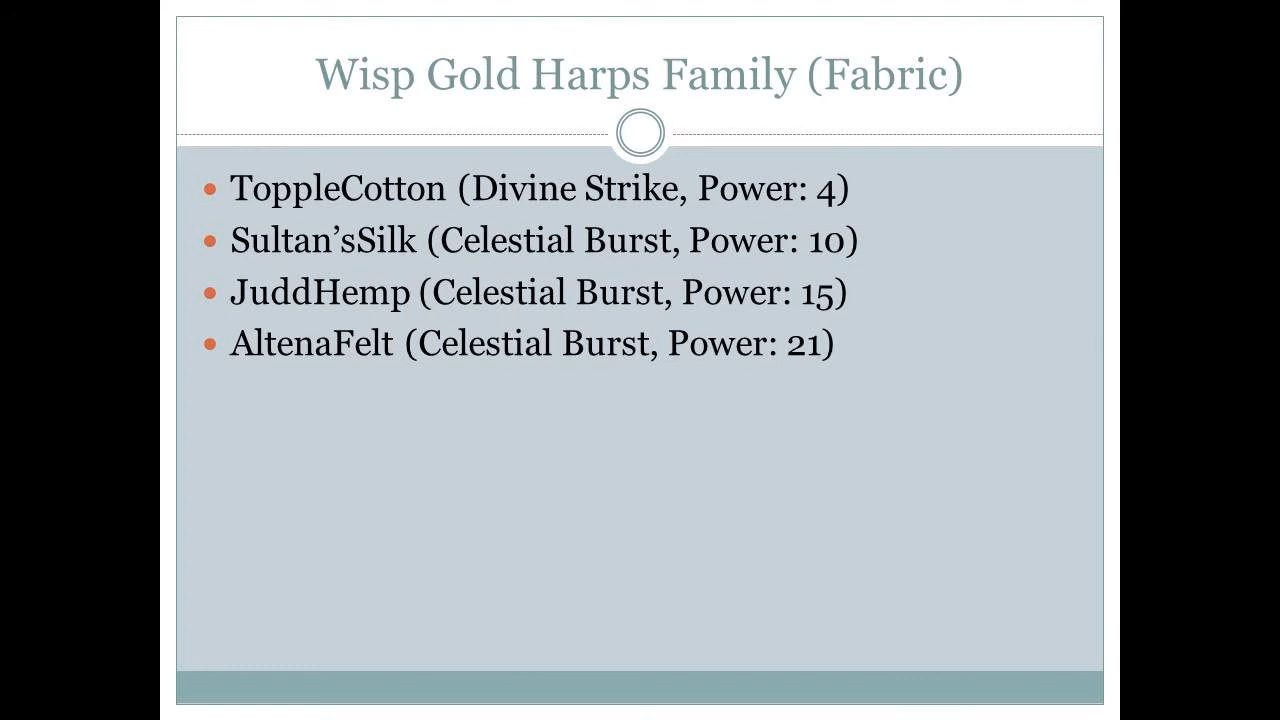 Wisp Gold Harps Family (Fabric)
• ToppleCotton (Divine Strike, Power: 4)
• Sultan’sSilk (Celestial Burst, Power: 10)
• JuddHemp (Celestial Burst, Power: 15)
• AltenaFelt (Celestial Burst, Power: 21)